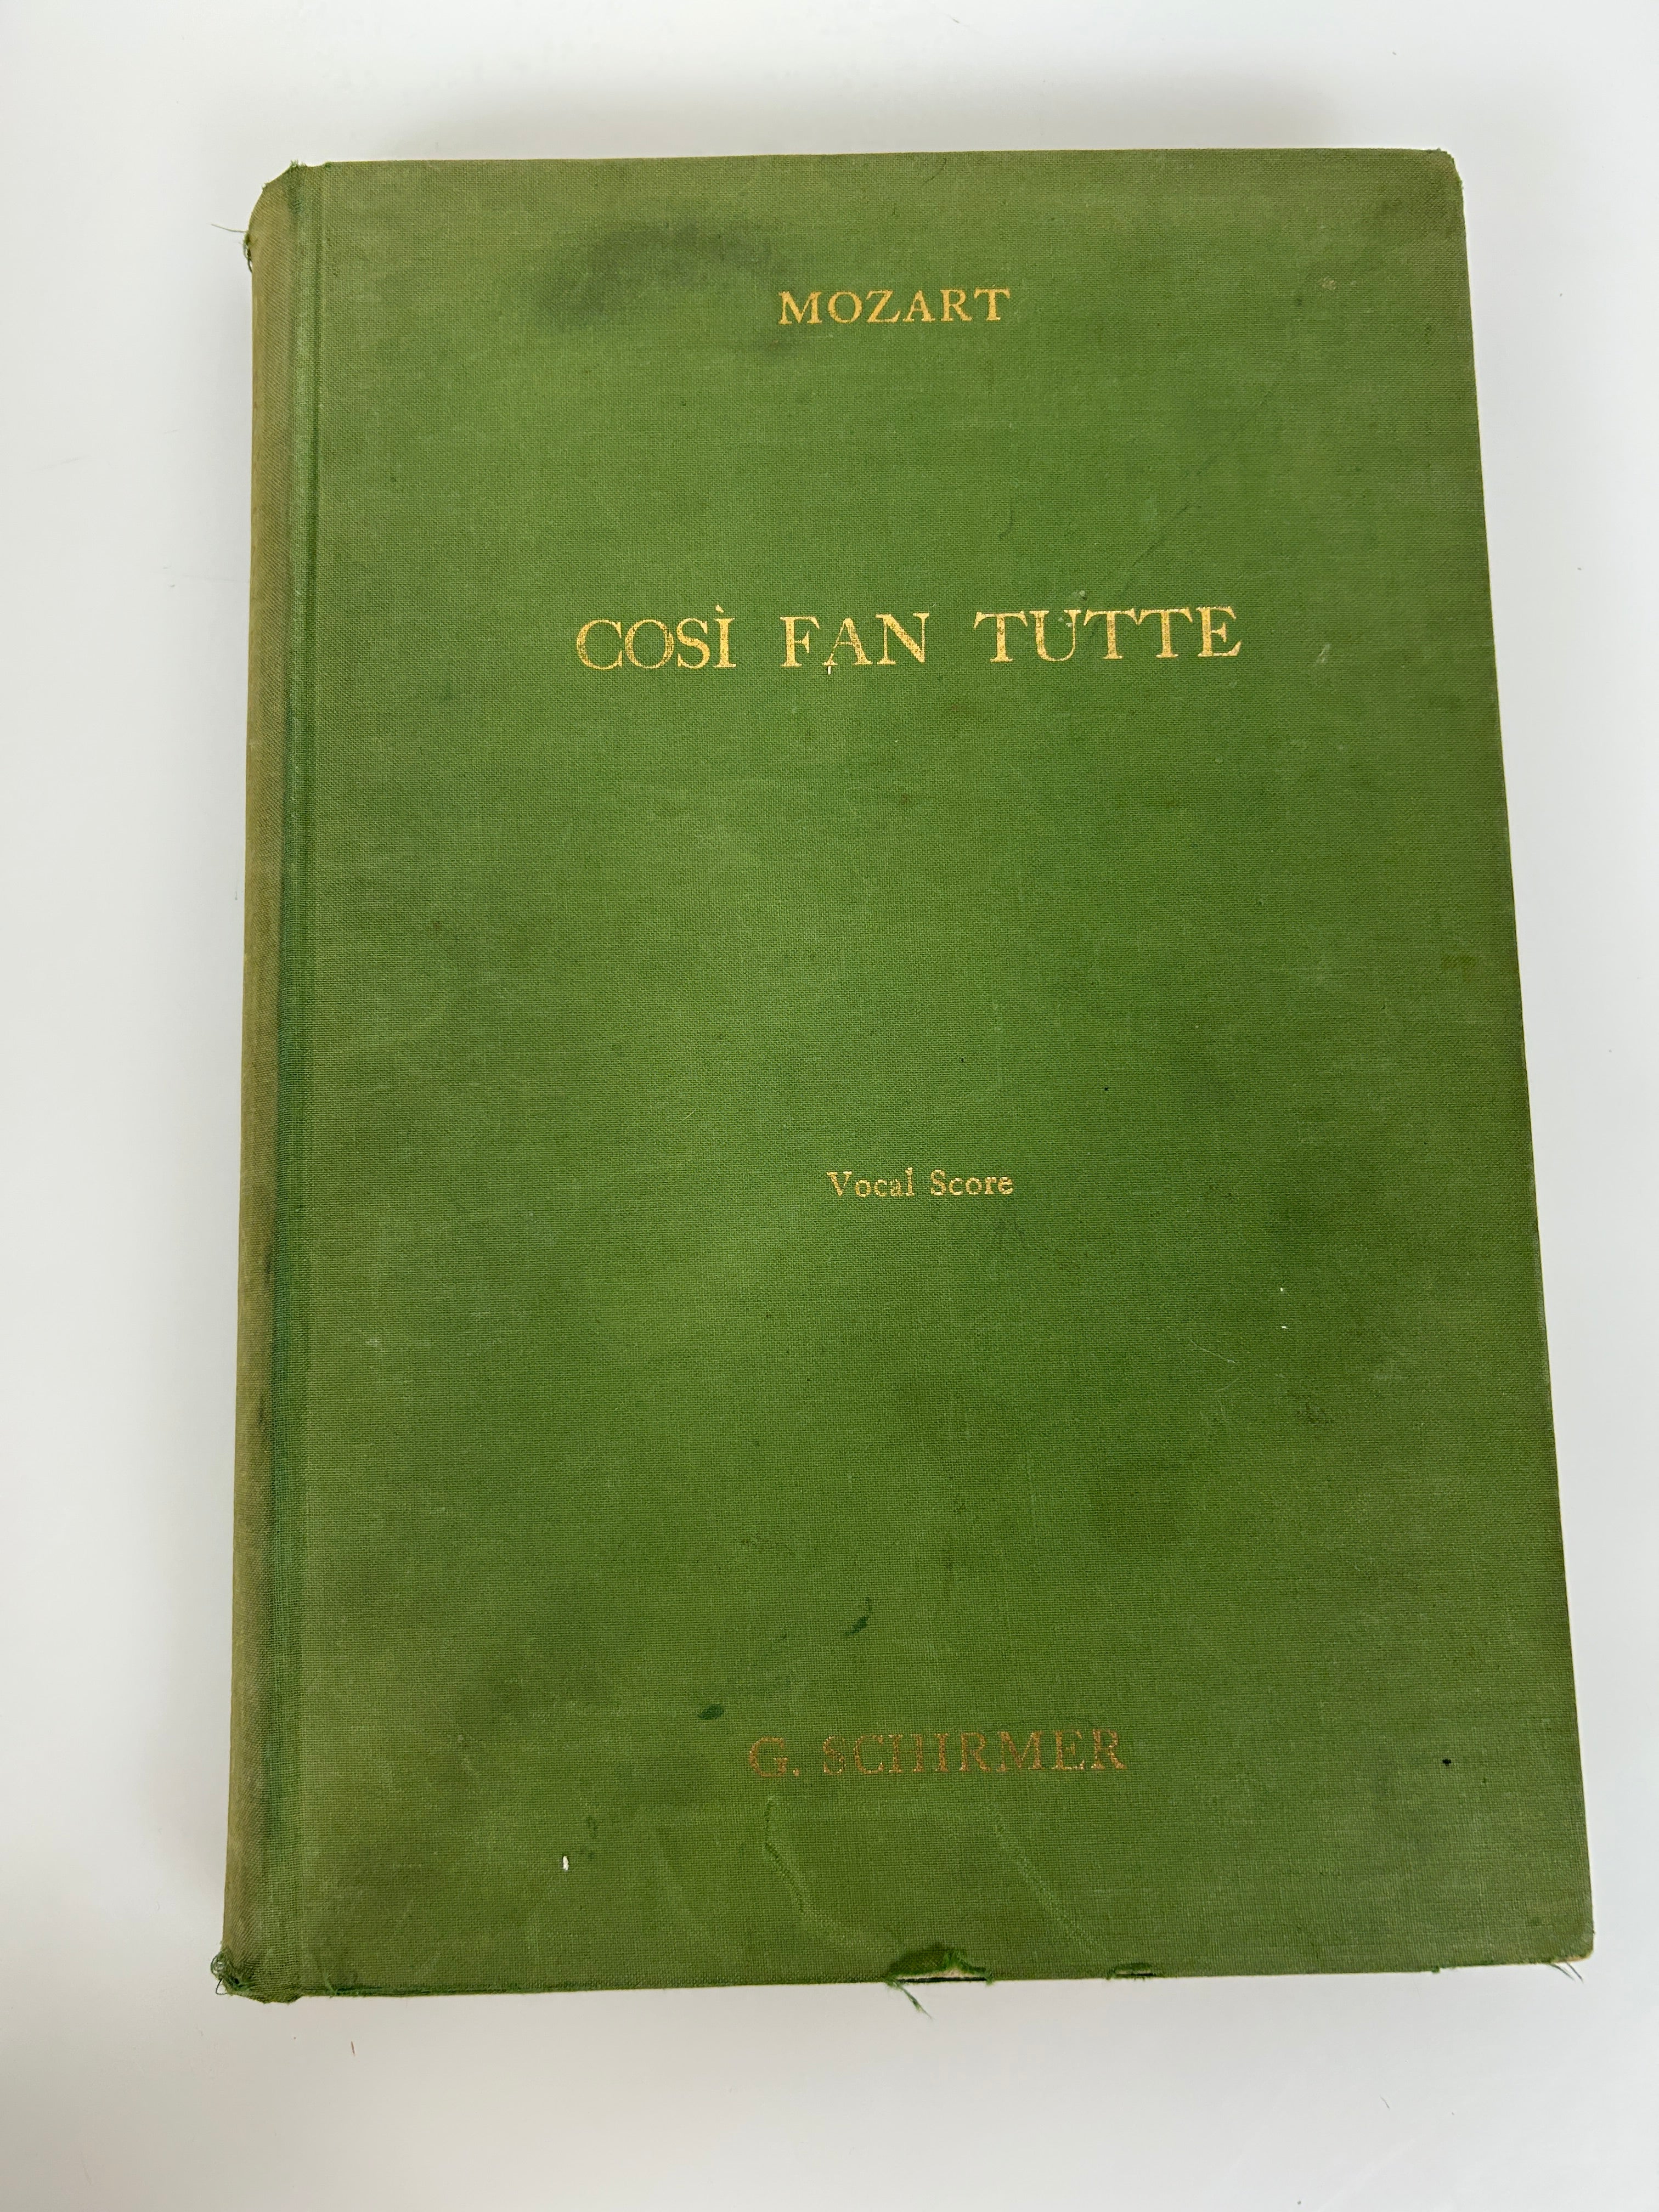 MOZART
COSÌ FAN TUTTE
Vocal Score
G. SCHIRMER